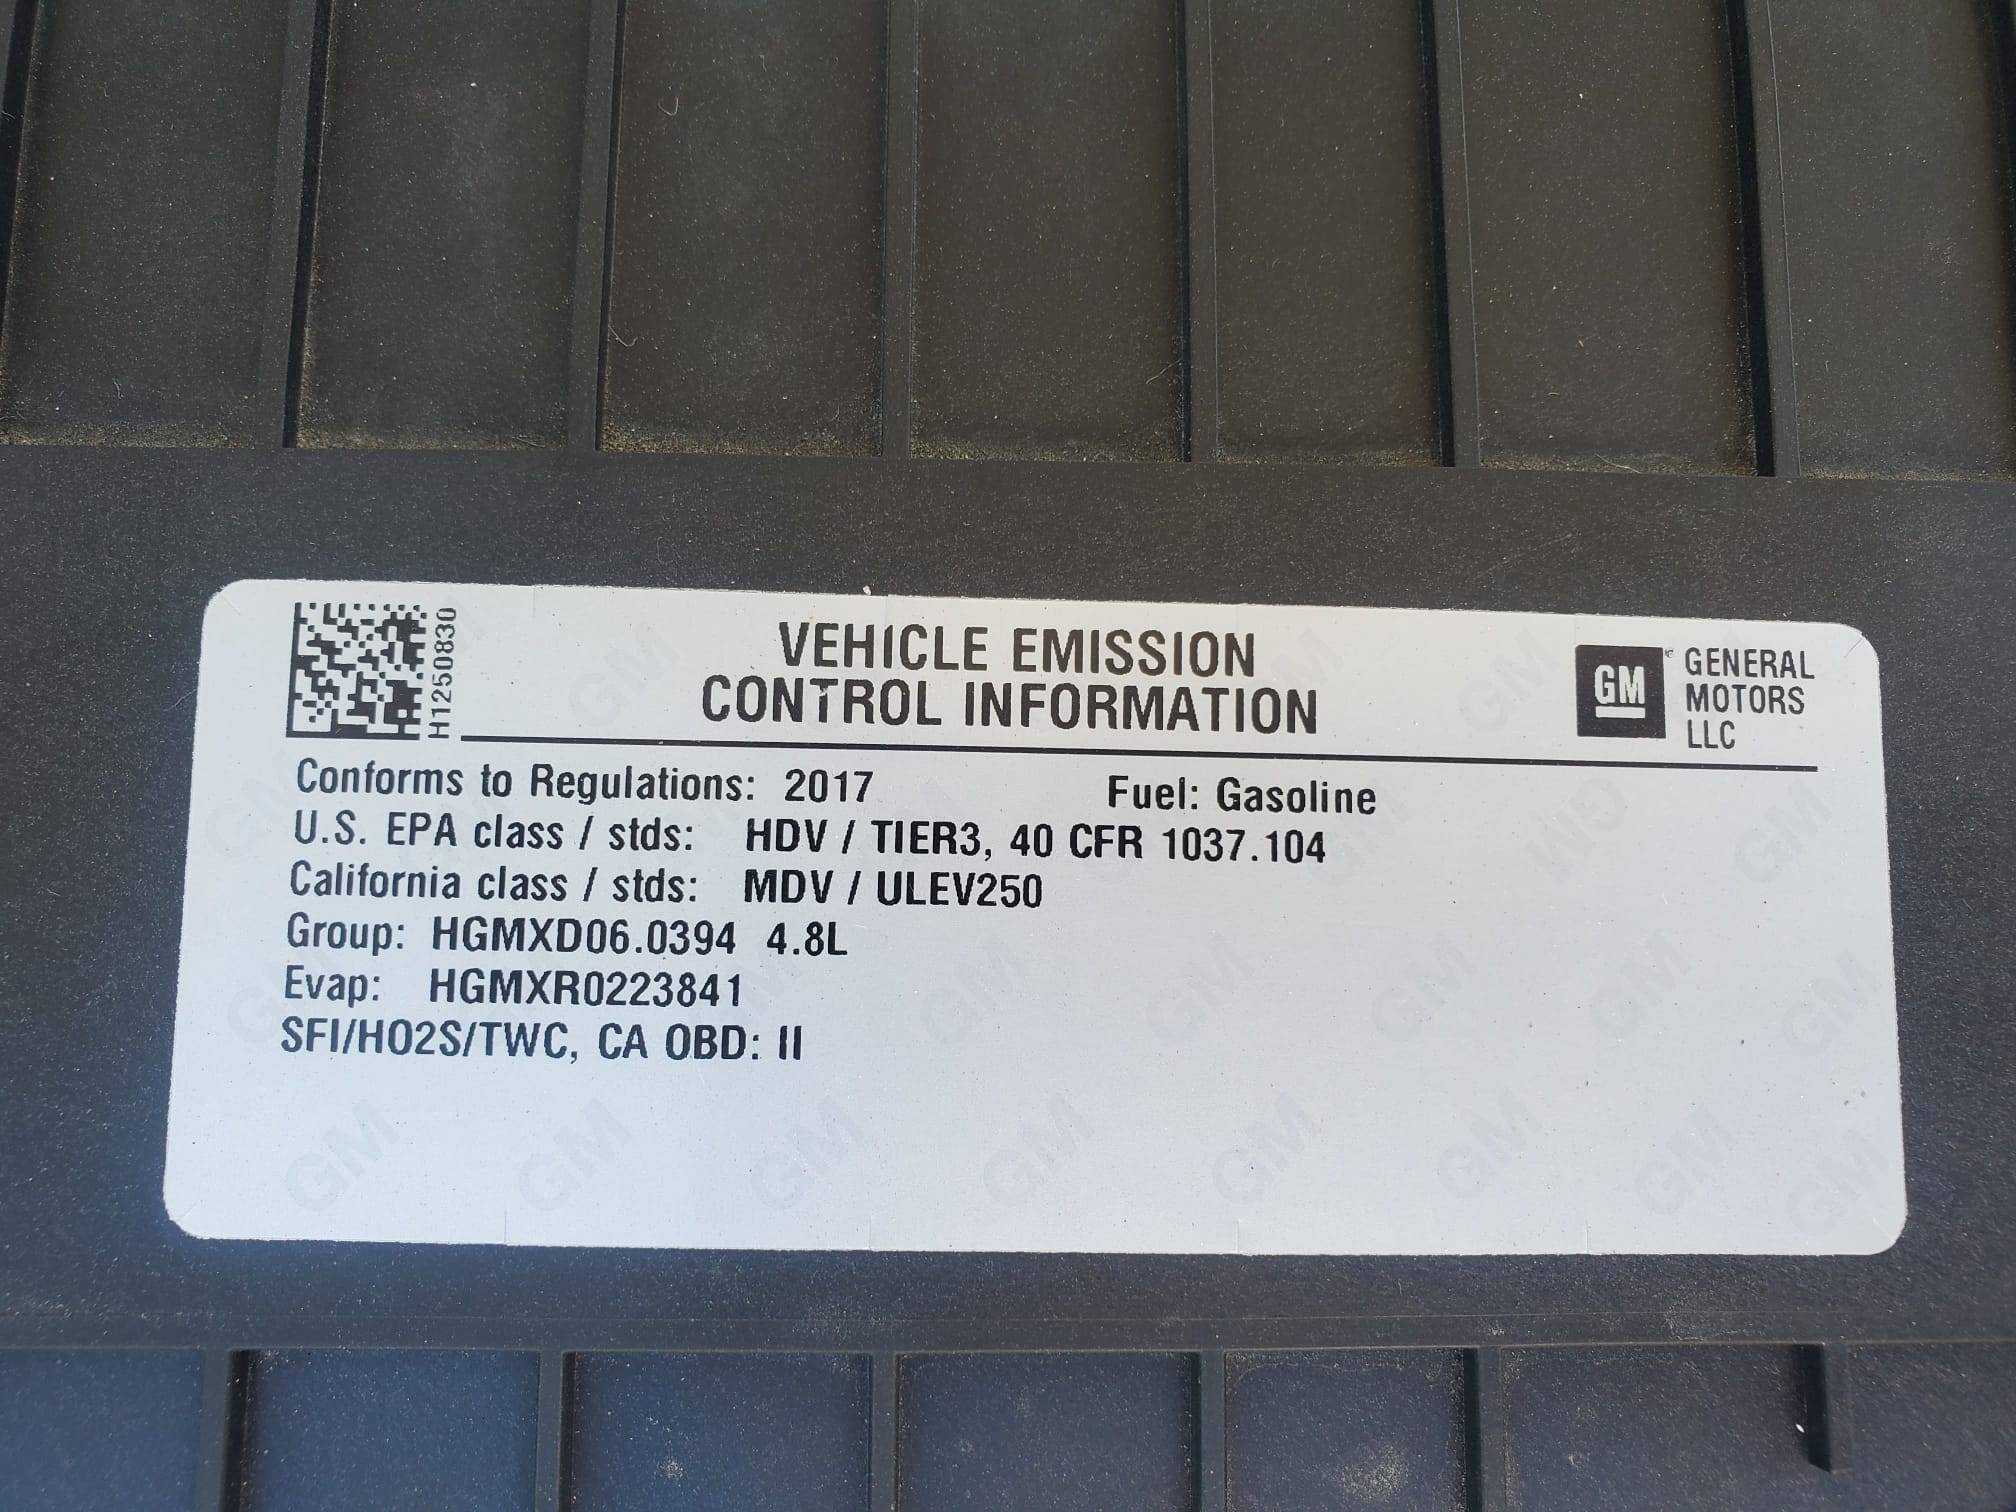 H1250830
VEHICLE EMISSION
CONTROL INFORMATION
GM
GENERAL
MOTORS
LLC
Conforms to Regulations: 2017 Fuel: Gasoline
U.S. EPA class / stds: HDV / TIER3, 40 CFR 1037.104
California class / stds: MDV / ULEV250
Group: HGMXD06.0394 4.8L
Evap: HGMXR0223841
SFI/HO2S/TWC, CA OBD: II